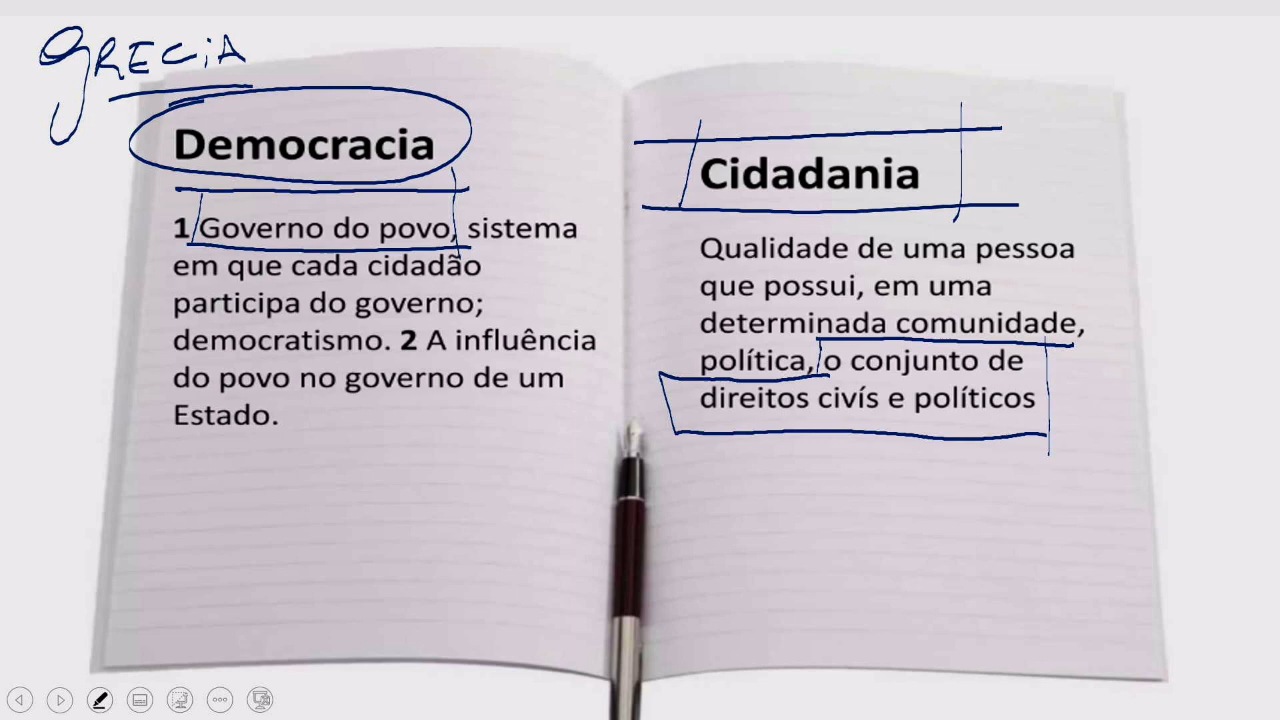 GRECIA
Democracia
1 Governo do povo, sistema
em que cada cidadão
participa do governo;
democratismo. 2 A influência
do povo no governo de um
Estado.
Cidadania
Qualidade de uma pessoa
que possui, em uma
determinada comunidade,
política, o conjunto de
direitos civís e políticos